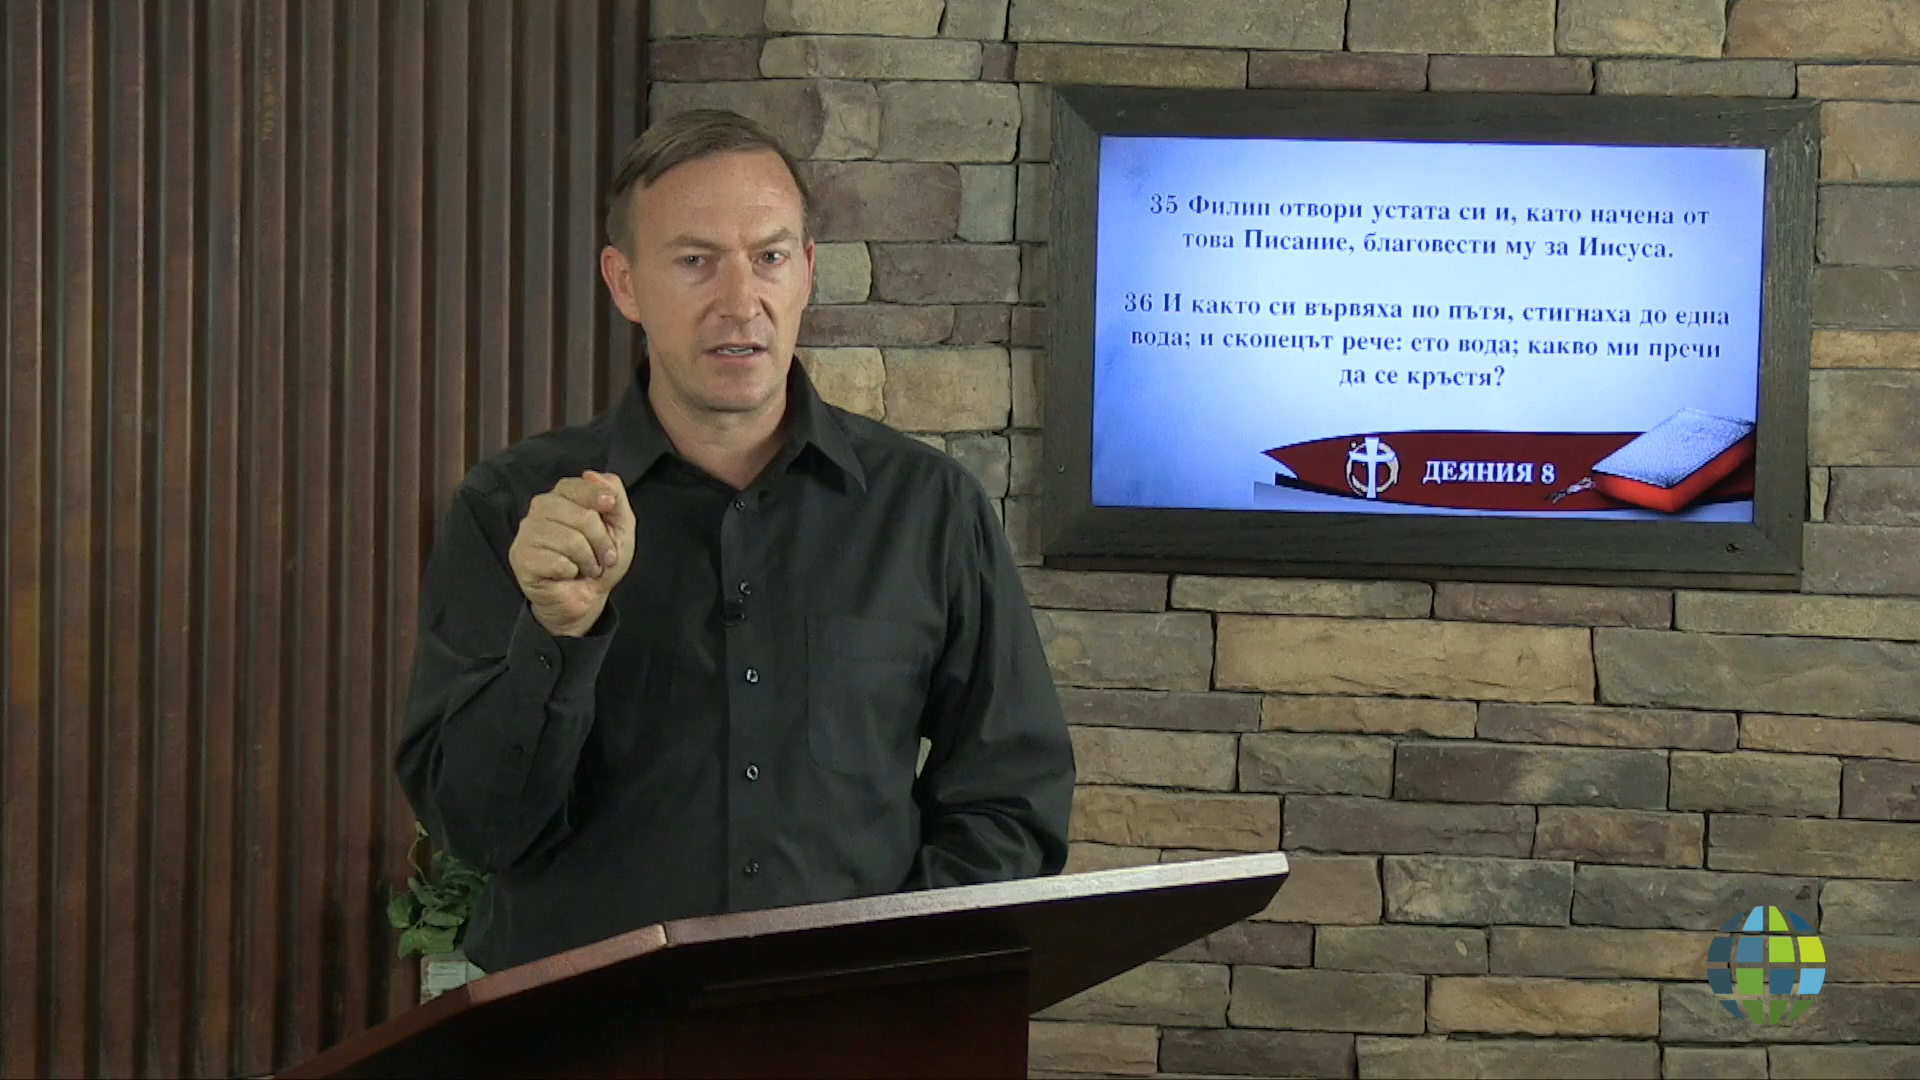 35 Филип отвори устата си и, като начена от
това Писание, благовести му за Иисуса.
36 И както си вървяха по пътя, стигнаха до една
вода; и скопецът рече: ето вода; какво ми пречи
да се кръстя?
ДЕЯНИЯ 8